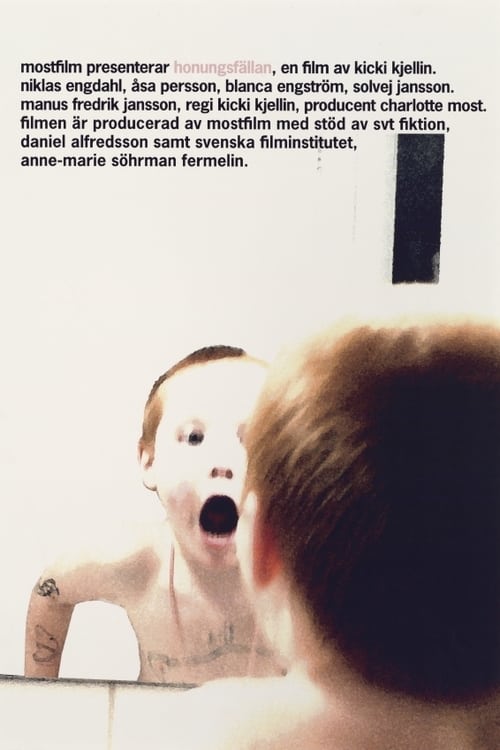 mostfilm presenterar honungsfällan, en film av kicki kjellin.
niklas engdahl, åsa persson, blanca engström, solvej jansson.
manus fredrik jansson, regi kicki kjellin, producent charlotte most.
filmen är producerad av mostfilm med stöd av svt fiktion,
daniel alfredsson samt svenska filminstitutet,
anne-marie söhrman fermelin.